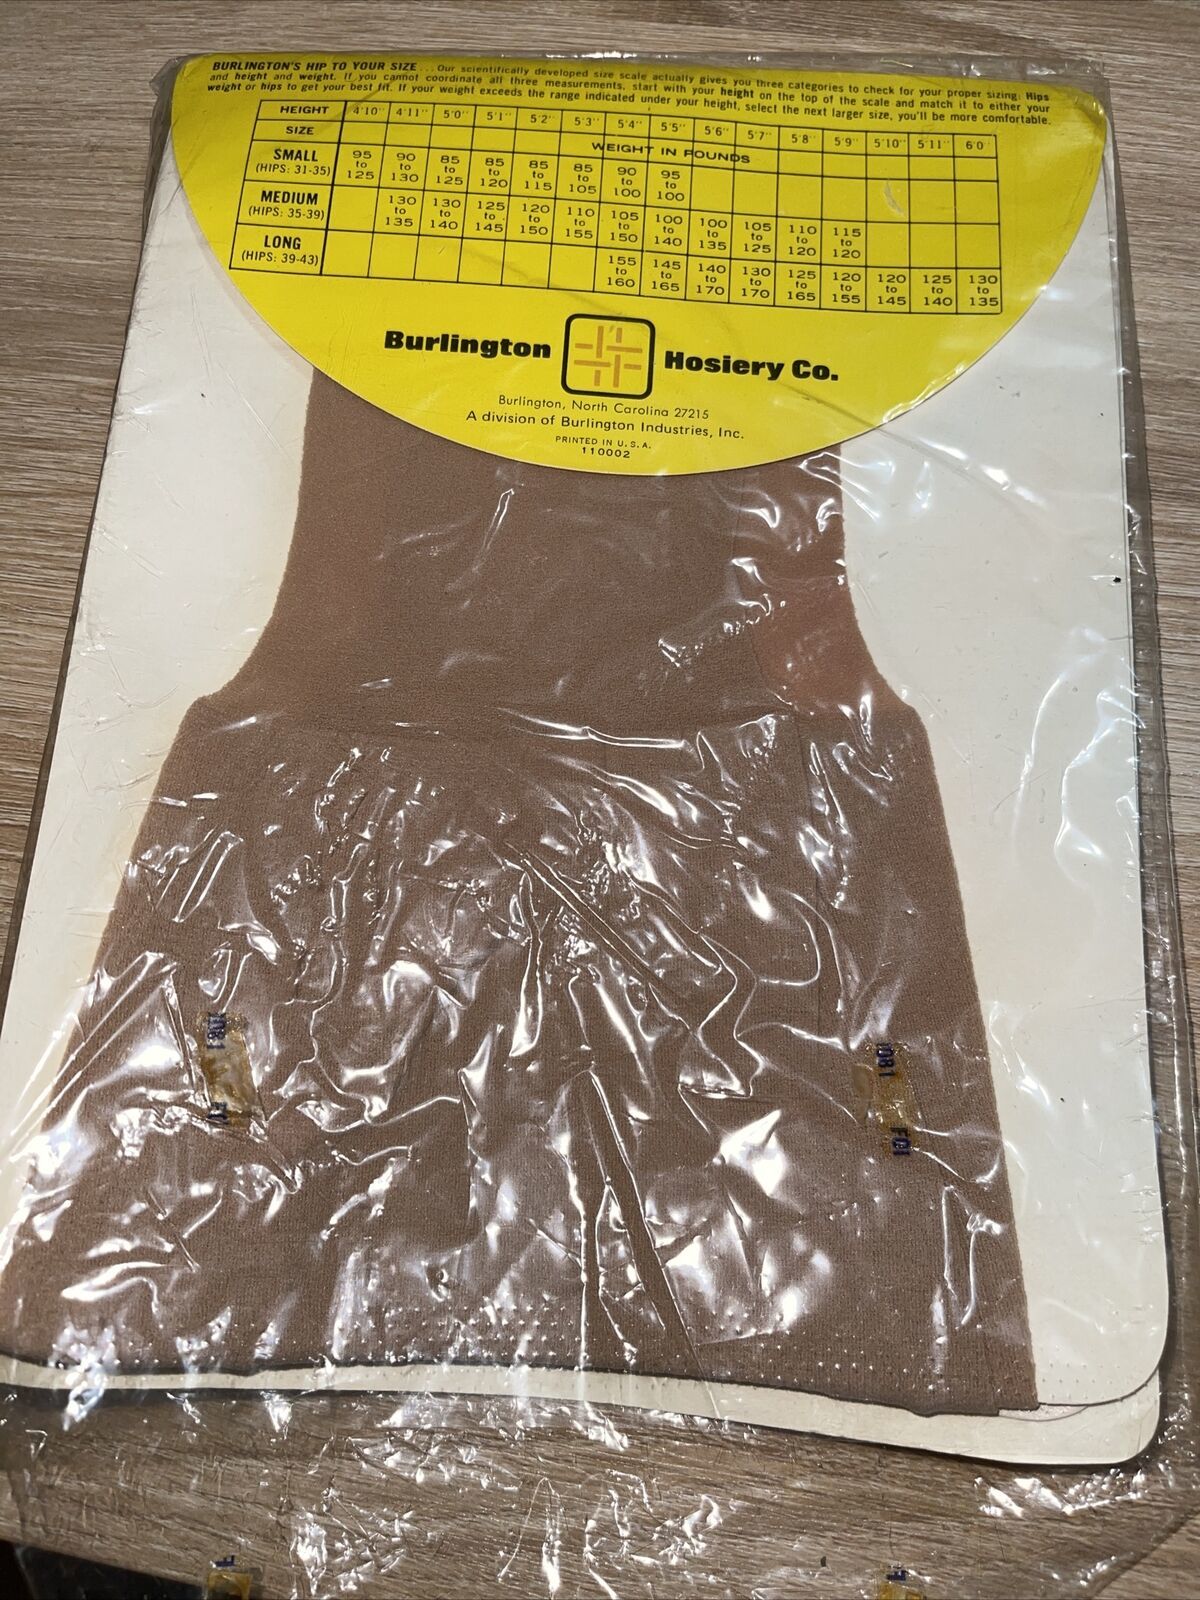 BURLINGTON'S HIP TO YOUR SIZE... Our scientifically developed size scale actually gives you three categories to check for your proper sizing: Hips
and height and weight. If you cannot coordinate all three measurements, start with your height on the top of the scale and match it to either your
weight or hips to get your best fit. If your weight exceeds the range indicated under your height, select the next larger size, you'll be more comfortable.
HEIGHT 4'10" 4'11" 5'0" 5'1" 5'2" 5'3" 5'4" 5'5" 5'6" 5'7" 5'8" 5'9" 5'10" 5'11" 6'0
SIZE WEIGHT IN POUNDS
SMALL (HIPS: 31-35) 95 to 125 90 to 130 85 to 125 85 to 120 85 to 115 85 to 105 90 to 100 95 to 100
MEDIUM (HIPS: 35-39) 130 to 135 130 to 140 125 to 145 120 to 150 110 to 155 105 to 150 100 to 140 100 to 135 105 to 125 110 to 120 115 to 120
LONG (HIPS: 39-43) 155 to 160 145 to 165 140 to 170 130 to 170 125 to 165 120 to 155 120 to 145 125 to 140 130 to 135
Burlington Hosiery Co.
Burlington, North Carolina 27215
A division of Burlington Industries, Inc.
PRINTED IN U.S.A.
110002